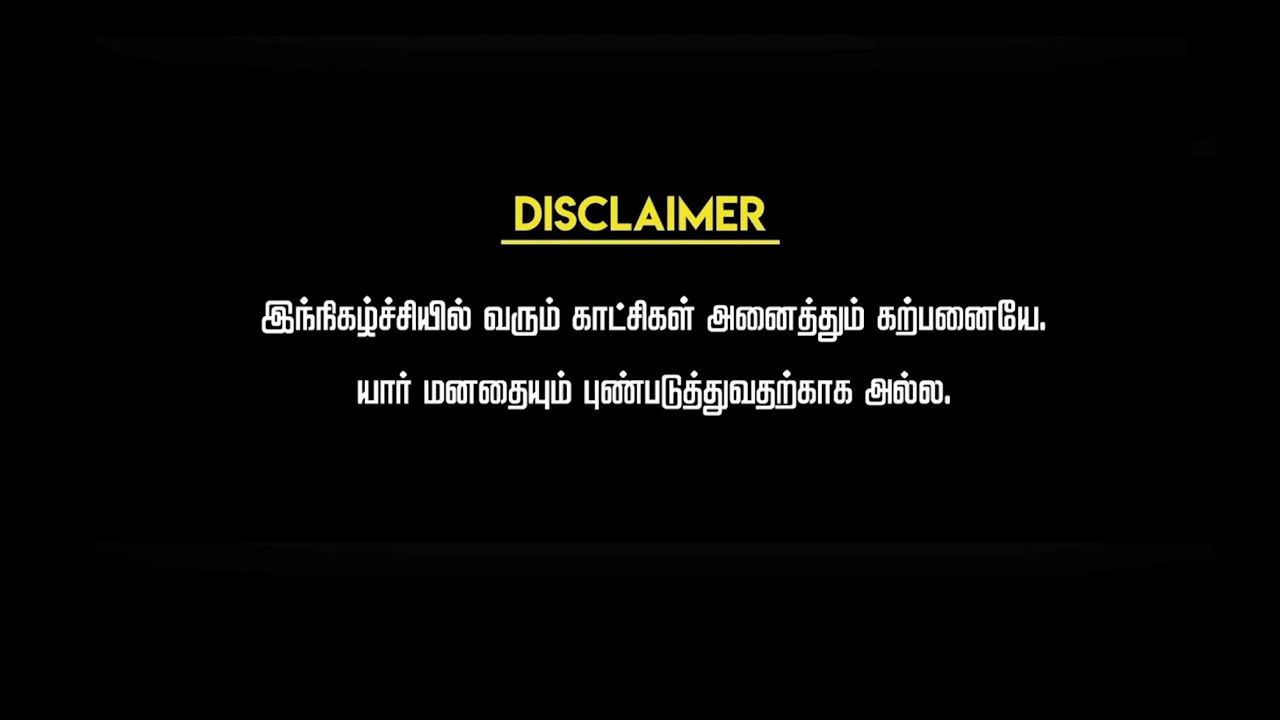 DISCLAIMER
இந்நிகழ்ச்சியில் வரும் காட்சிகள் அனைத்தும் கற்பனையே.
யார் மனதையும் புண்படுத்துவதற்காக அல்ல.